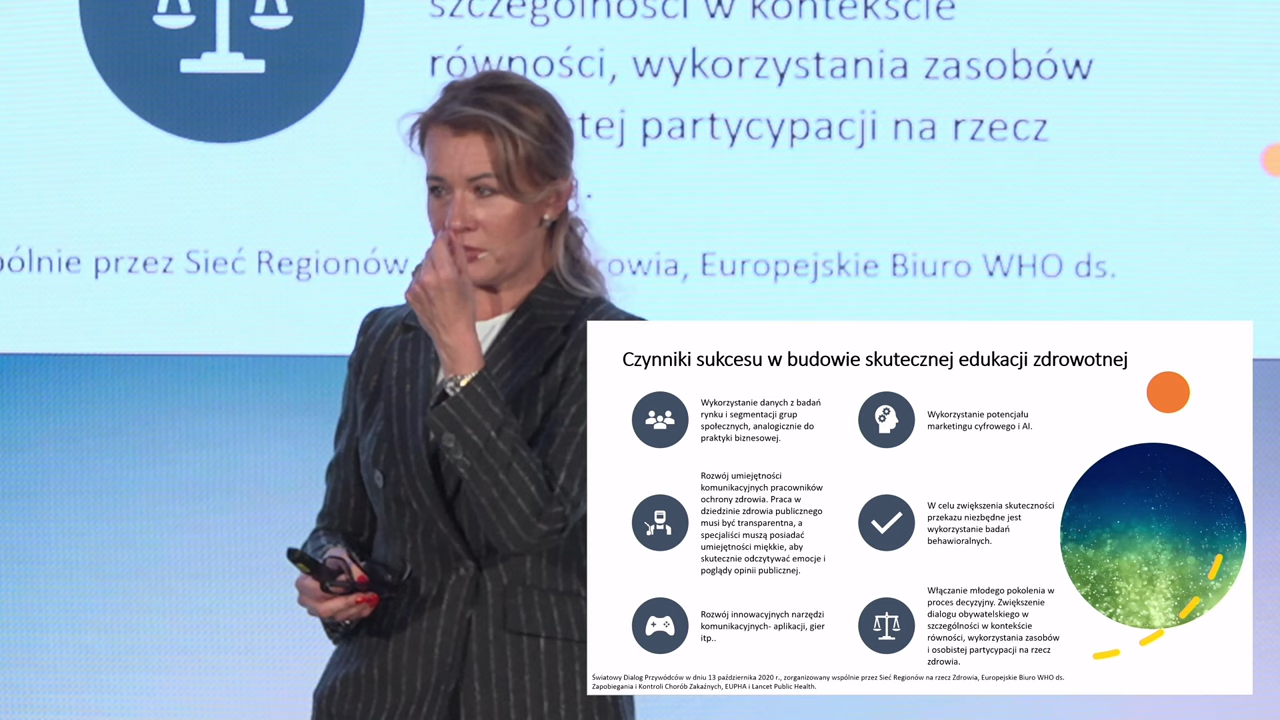 szczególności w kontekście
równości, wykorzystania zasobów
partycypacji na rzecz
przez Sieć Regionów
Europejskie Biuro WHO ds.
Czynniki sukcesu w budowie skutecznej edukacji zdrowotnej
Wykorzystanie danych z badań
rynku i segmentacji grup
społecznych, analogicznie do
praktyki biznesowej.
Wykorzystanie potencjału
marketingu cyfrowego i AI.
Rozwój umiejętności
komunikacyjnych pracowników
ochrony zdrowia. Praca w
dziedzinie zdrowia publicznego
musi być transparentna, a
specjaliści muszą posiadać
umiejętności miękkie, aby
skutecznie odczytywać emocje i
poglądy opinii publicznej.
W celu zwiększenia skuteczności
przekazu niezbędne jest
wykorzystanie badań
behawioralnych.
Rozwój innowacyjnych narzędzi
komunikacyjnych- aplikacji, gier
itp..
Włączanie młodego pokolenia w
proces decyzyjny. Zwiększenie
dialogu obywatelskiego w
szczególności w kontekście
równości, wykorzystania zasobów
i osobistej partycypacji na rzecz
zdrowia.
Światowy Dialog Przywódców w dniu 13 października 2020 r., zorganizowany wspólnie przez Sieć Regionów na rzecz Zdrowia, Europejskie Biuro WHO ds.
Zapobiegania i Kontroli Chorób Zakaźnych, EUPHA i Lancet Public Health.